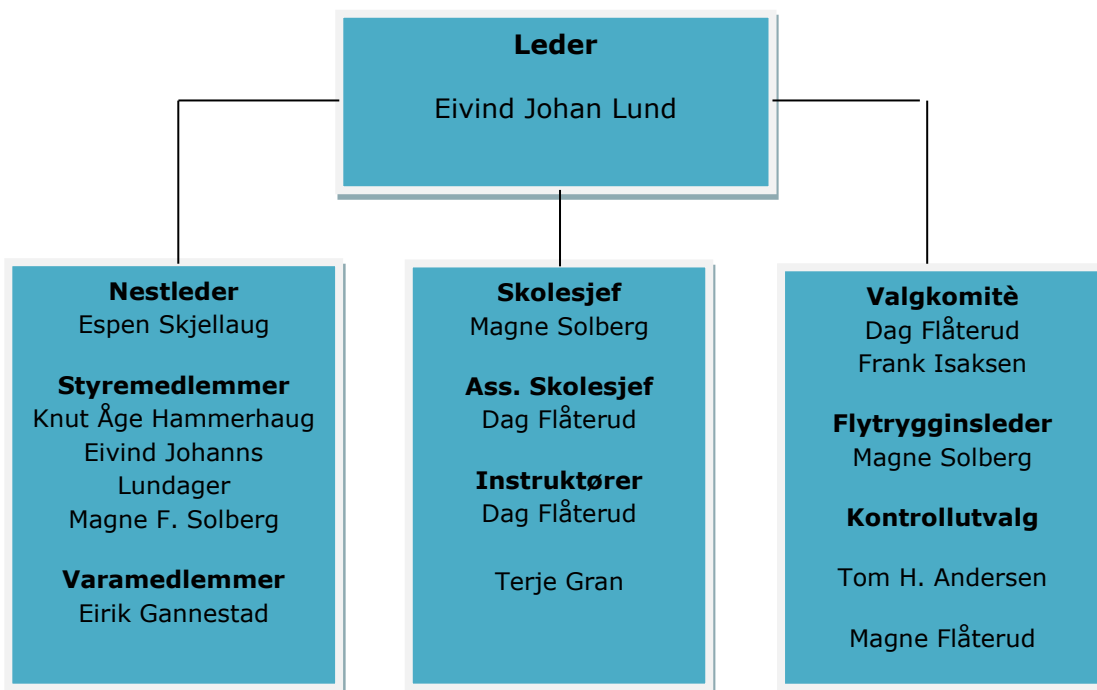 Leder
Eivind Johan Lund
Nestleder
Espen Skjellaug
Styremedlemmer
Knut Åge Hammerhaug
Eivind Johanns
Lundager
Magne F. Solberg
Varamedlemmer
Eirik Gannestad
Skolesjef
Magne Solberg
Ass. Skolesjef
Dag Flåterud
Instruktører
Dag Flåterud
Terje Gran
Valgkomitè
Dag Flåterud
Frank Isaksen
Flytrygginsleder
Magne Solberg
Kontrollutvalg
Tom H. Andersen
Magne Flåterud